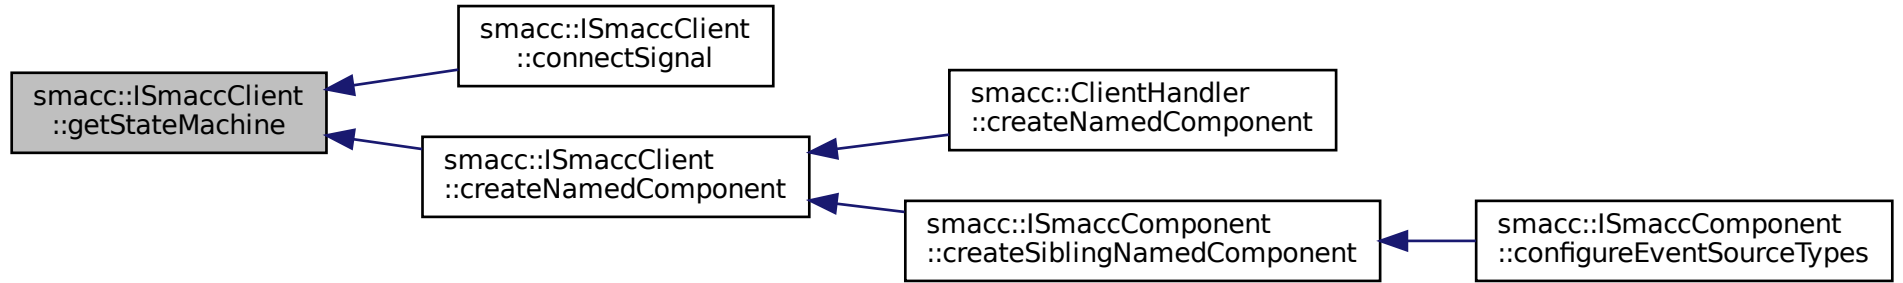 smacc::ISmaccClient
::getStateMachine
smacc::ISmaccClient
::connectSignal
smacc::ISmaccClient
::createNamedComponent
smacc::ClientHandler
::createNamedComponent
smacc::ISmaccComponent
::createSiblingNamedComponent
smacc::ISmaccComponent
::configureEventSourceTypes